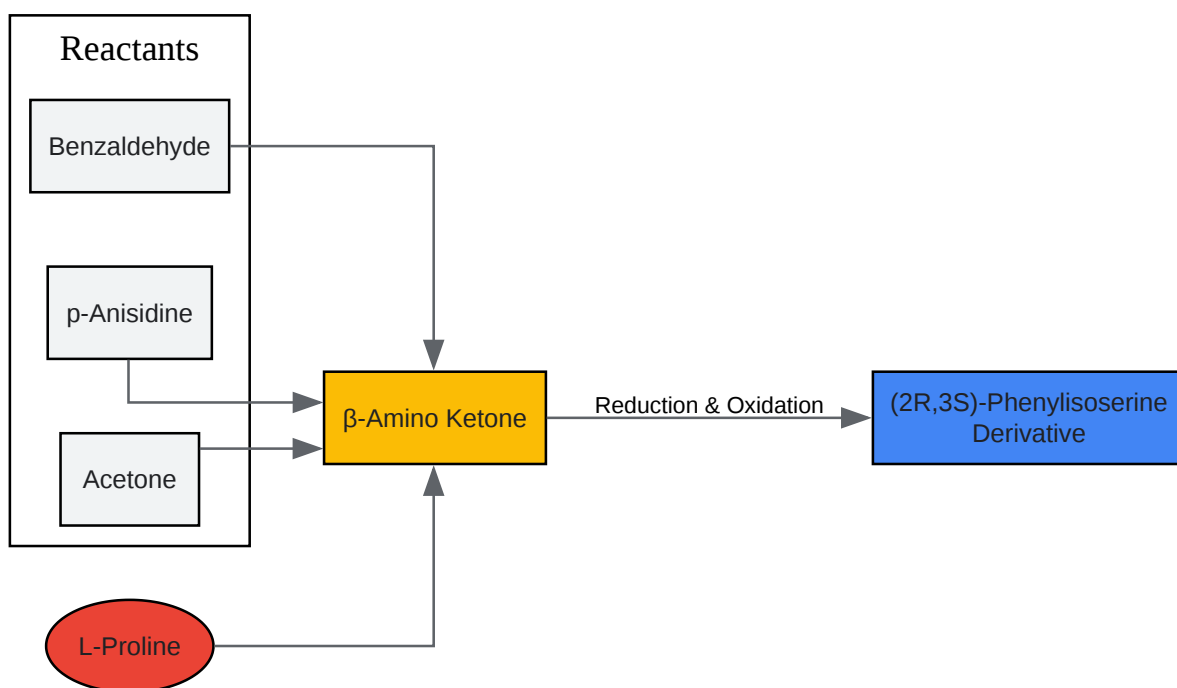 Reactants
Benzaldehyde
p-Anisidine
β-Amino Ketone
Reduction & Oxidation
(2R,3S)-Phenylisoserine
Derivative
Acetone
L-Proline